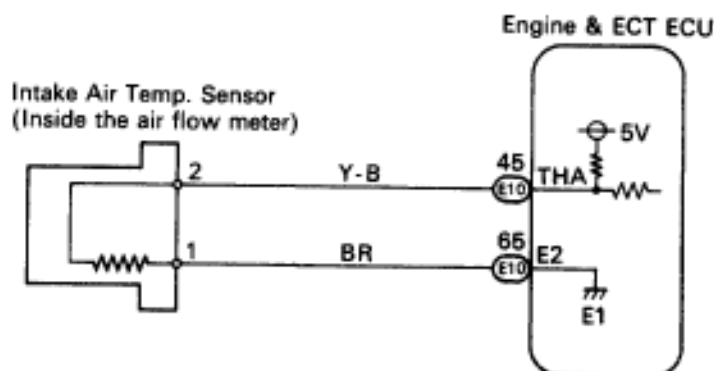 Engine & ECT ECU
Intake Air Temp. Sensor
(Inside the air flow meter)
5V
2
Y-B
45
E10
THA
1
BR
65
E10
E2
E1